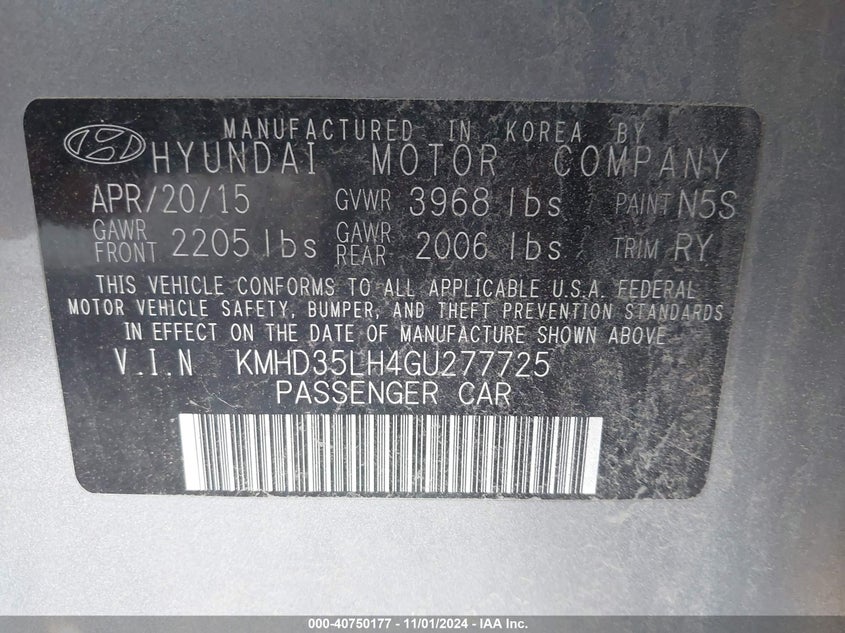 MANUFACTURED IN KOREA BY
HYUNDAI MOTOR COMPANY
APR/20/15 GVWR 3968 lbs PAINT N5S
GAWR FRONT 2205 lbs GAWR REAR 2006 lbs TRIM RY
THIS VEHICLE CONFORMS TO ALL APPLICABLE U.S.A. FEDERAL
MOTOR VEHICLE SAFETY, BUMPER, AND THEFT PREVENTION STANDARDS
IN EFFECT ON THE DATE OF MANUFACTURE SHOWN ABOVE
V.I.N KMHD35LH4GU277725
PASSENGER CAR
000-40750177 - 11/01/2024 - IAA Inc.